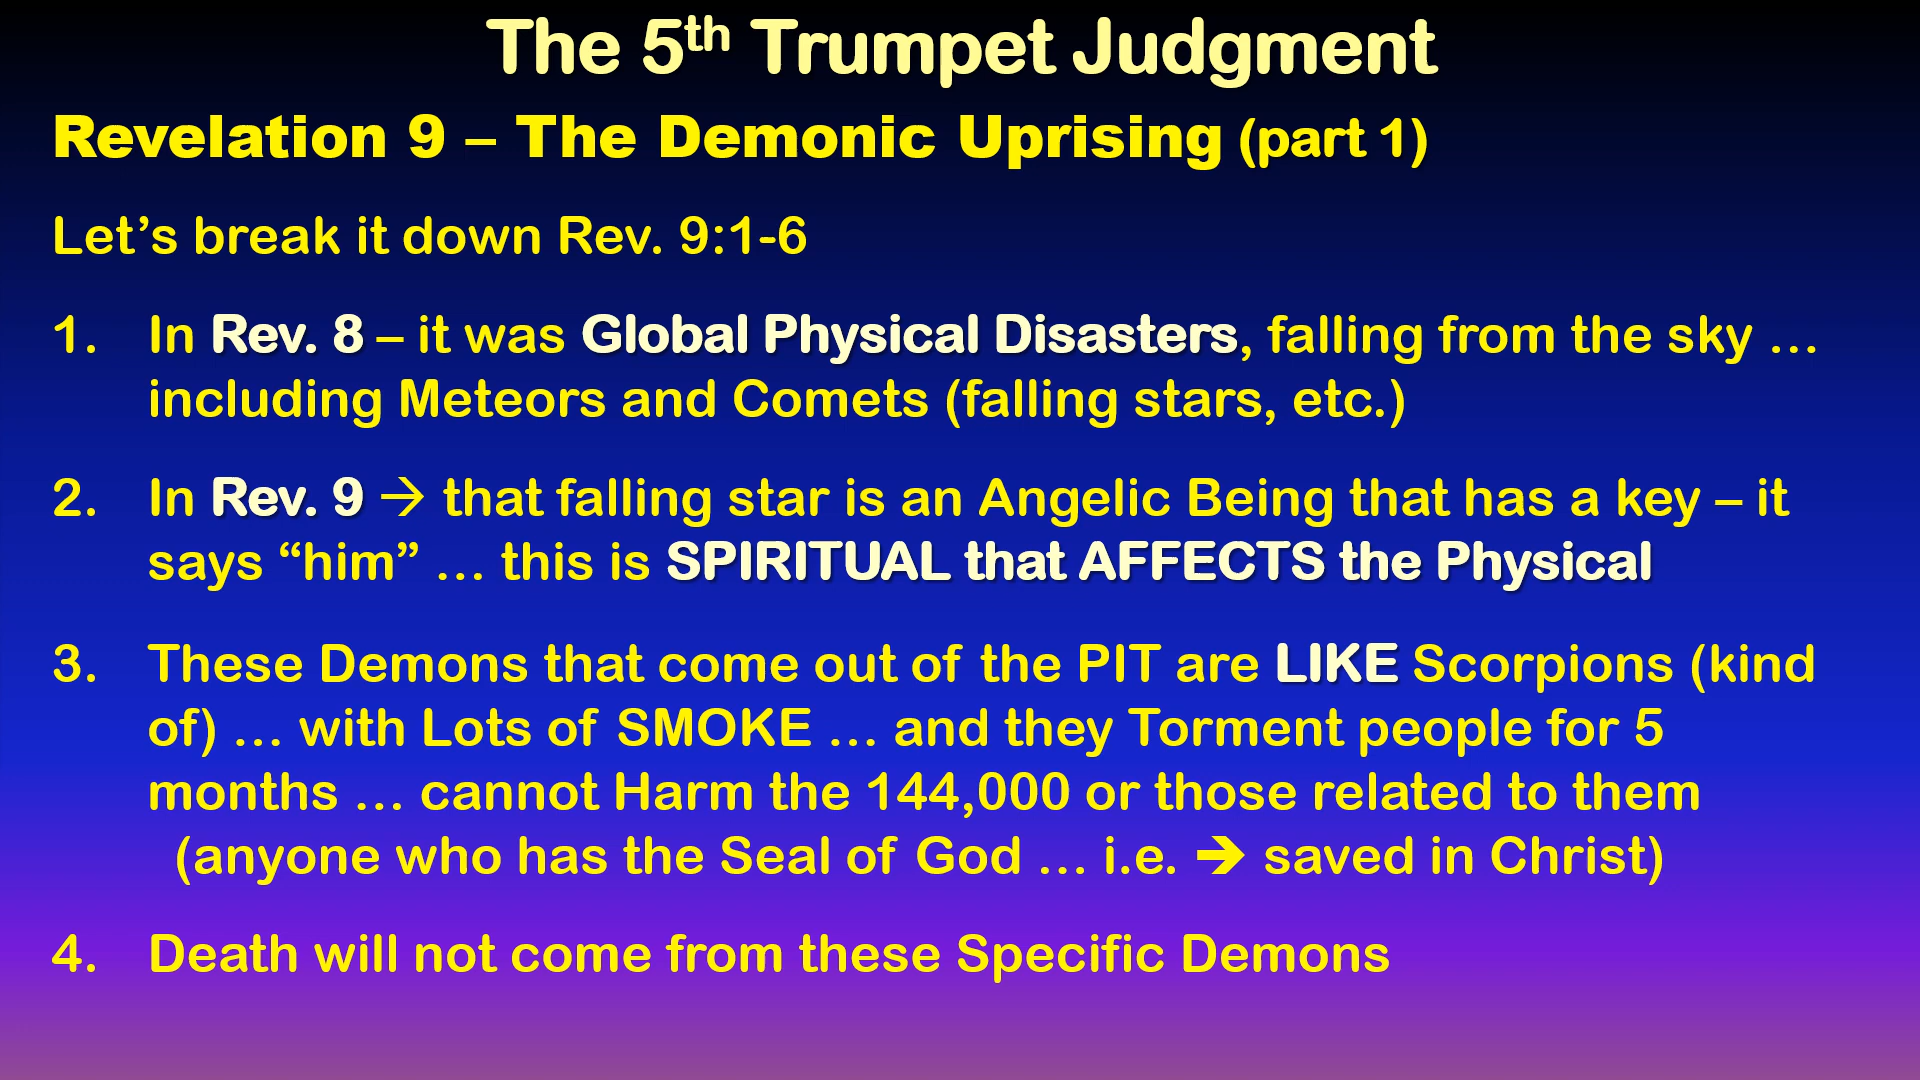 The 5th Trumpet Judgment
Revelation 9 – The Demonic Uprising (part 1)
Let’s break it down Rev. 9:1-6
1. In Rev. 8 – it was Global Physical Disasters, falling from the sky …
including Meteors and Comets (falling stars, etc.)
2. In Rev. 9 → that falling star is an Angelic Being that has a key – it
says “him” … this is SPIRITUAL that AFFECTS the Physical
3. These Demons that come out of the PIT are LIKE Scorpions (kind
of) … with Lots of SMOKE … and they Torment people for 5
months … cannot Harm the 144,000 or those related to them
(anyone who has the Seal of God … i.e. ➔ saved in Christ)
4. Death will not come from these Specific Demons